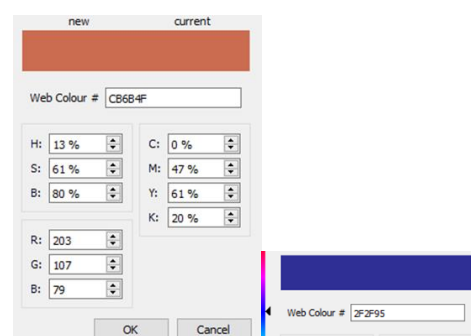 new current
Web Colour # CB6B4F
H: 13 % C: 0 %
S: 61 % M: 47 %
B: 80 % Y: 61 %
K: 20 %
R: 203
G: 107
B: 79
OK Cancel
Web Colour # 2F2F95